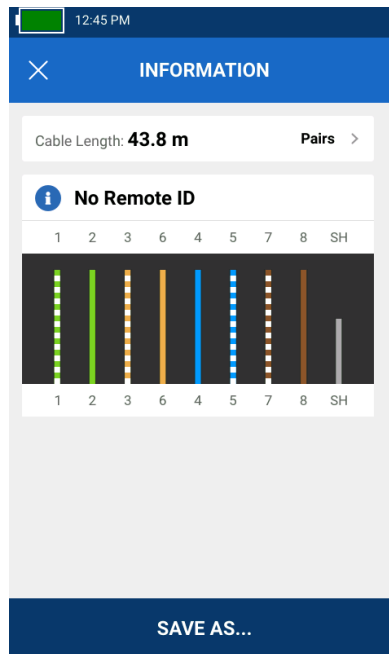 12:45 PM
INFORMATION
Cable Length: 43.8 m Pairs >
No Remote ID
1 2 3 6 4 5 7 8 SH
1 2 3 6 4 5 7 8 SH
SAVE AS...